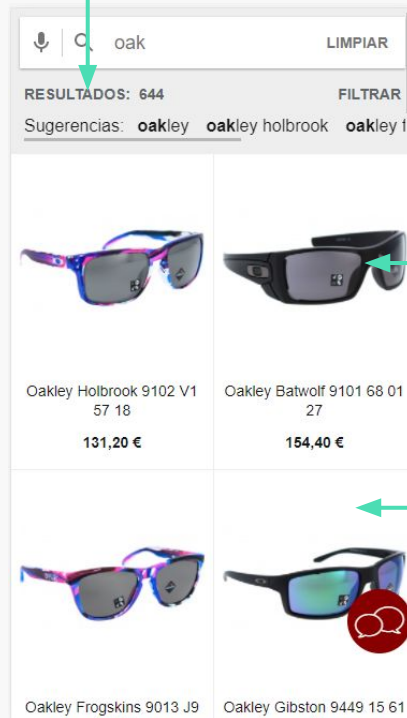 oak LIMPIAR
RESULTADOS: 644 FILTRAR
Sugerencias: oakley oakley holbrook oakley f
Oakley Holbrook 9102 V1
57 18
131,20 €
Oakley Batwolf 9101 68 01
27
154,40 €
Oakley Frogskins 9013 J9
Oakley Gibston 9449 15 61